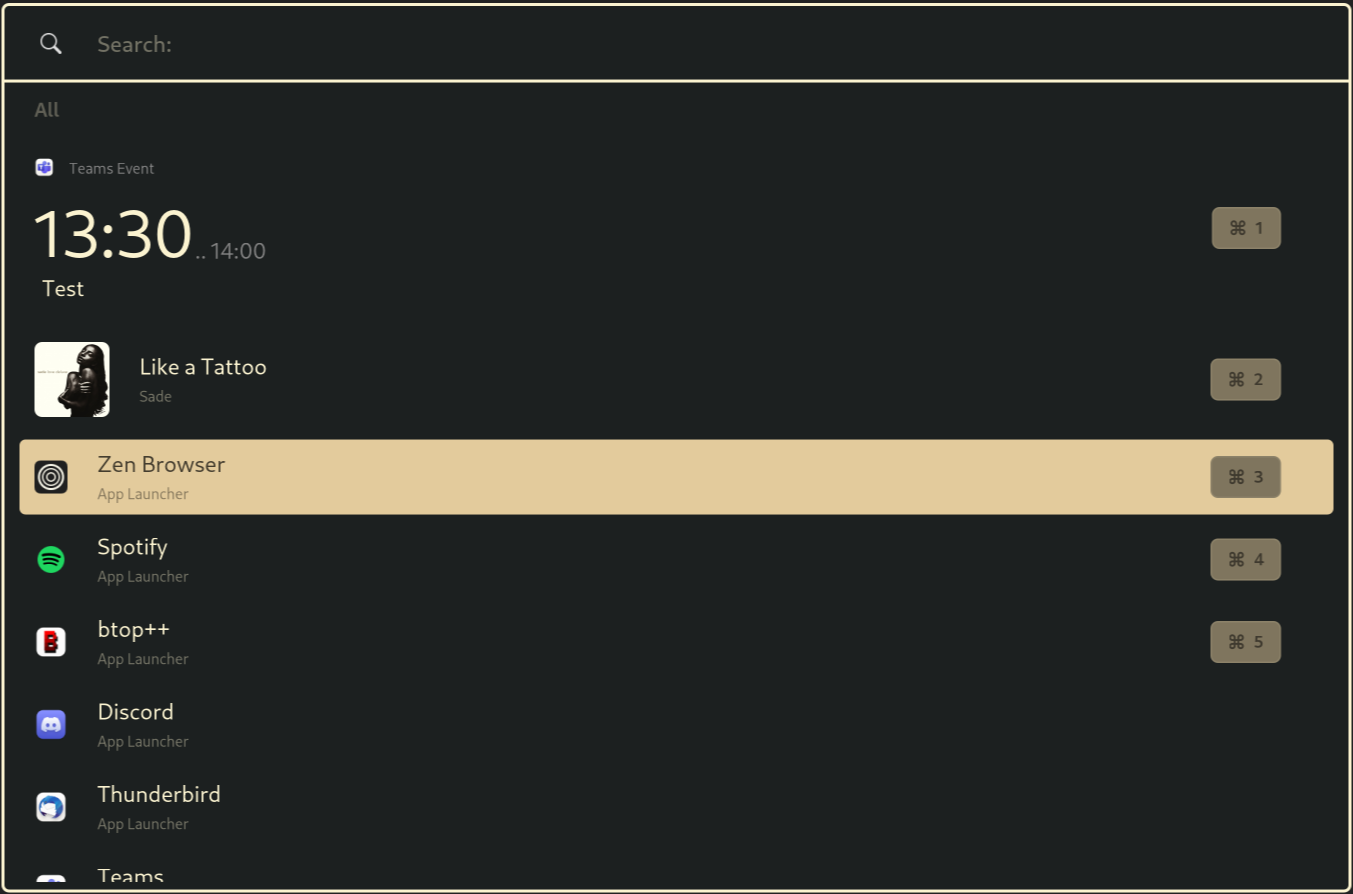 Search:
All
Teams Event
13:30 .. 14:00
⌘ 1
Test
Like a Tattoo
Sade
⌘ 2
Zen Browser
App Launcher
⌘ 3
Spotify
App Launcher
⌘ 4
btop++
App Launcher
⌘ 5
Discord
App Launcher
Thunderbird
App Launcher
Teams